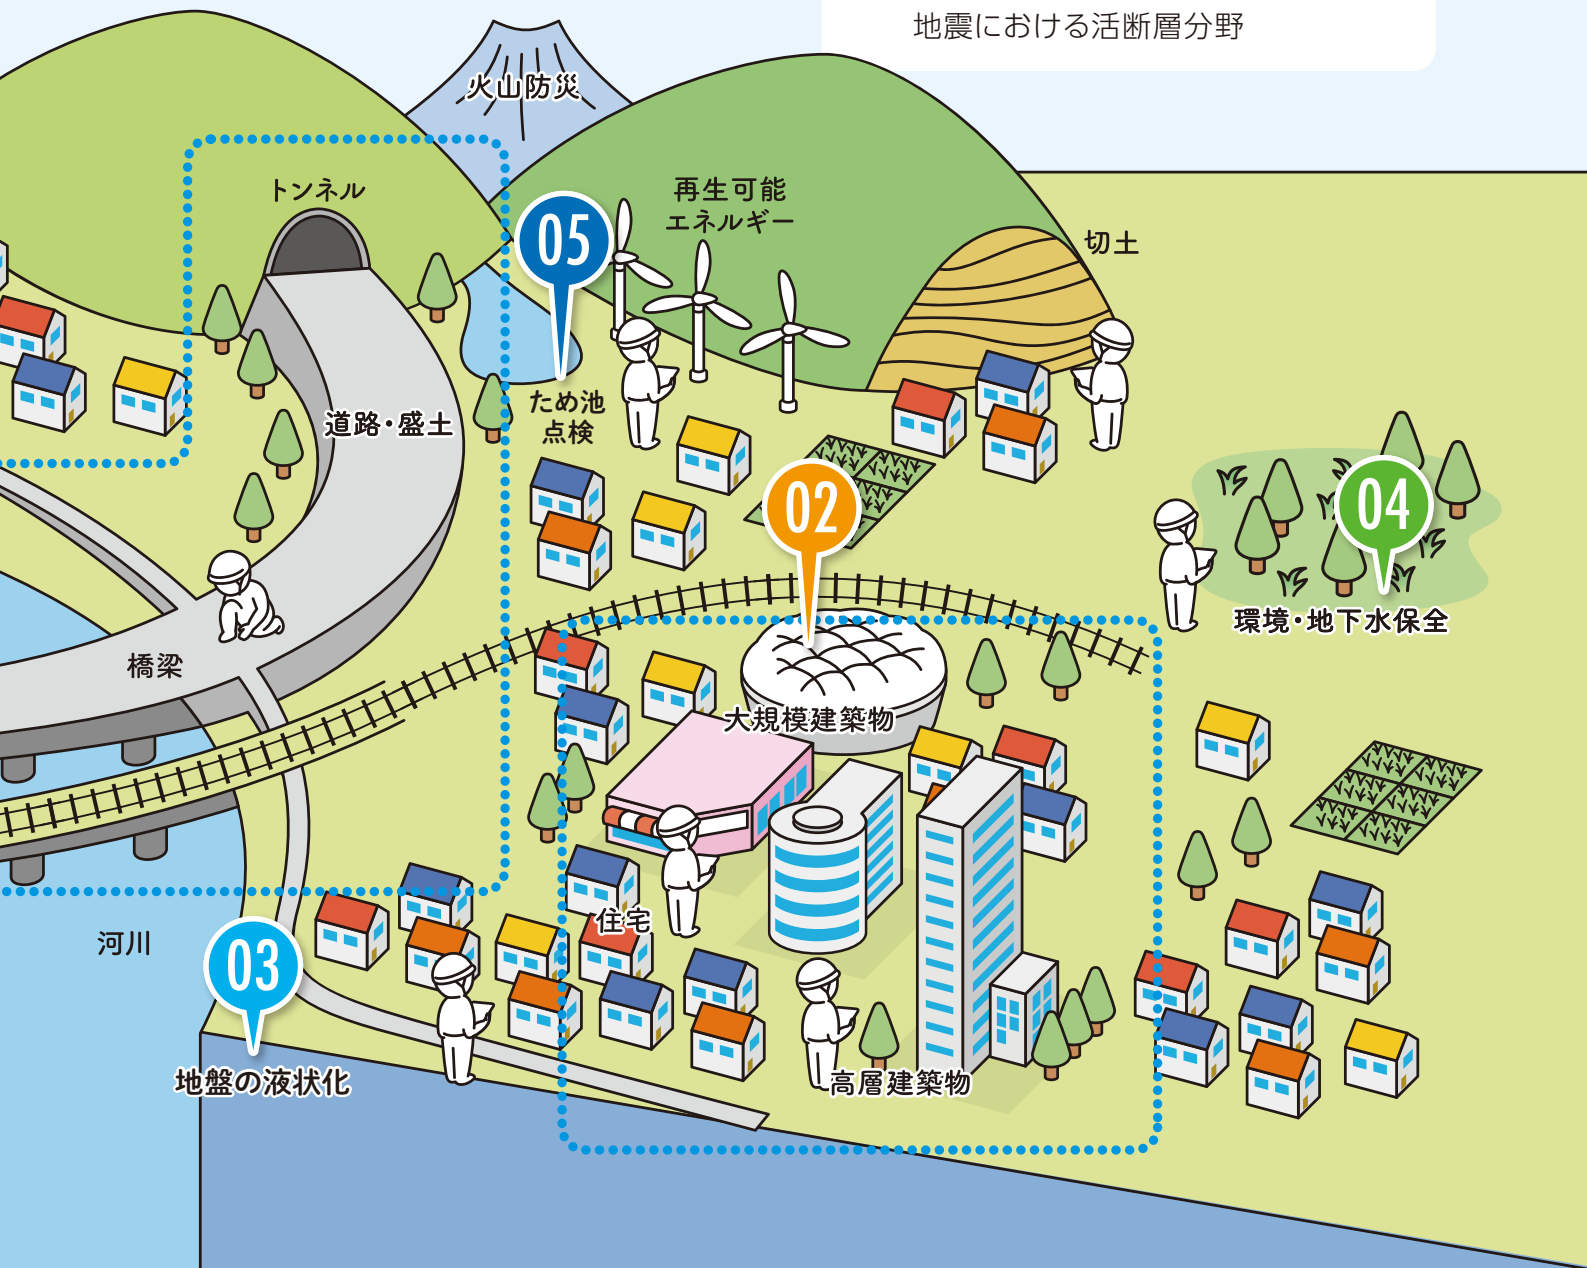 地震における活断層分野
火山防災
トンネル
再生可能
エネルギー
05
切土
道路・盛土
ため池
点検
02
04
環境・地下水保全
橋梁
大規模建築物
住宅
河川
03
地盤の液状化
高層建築物